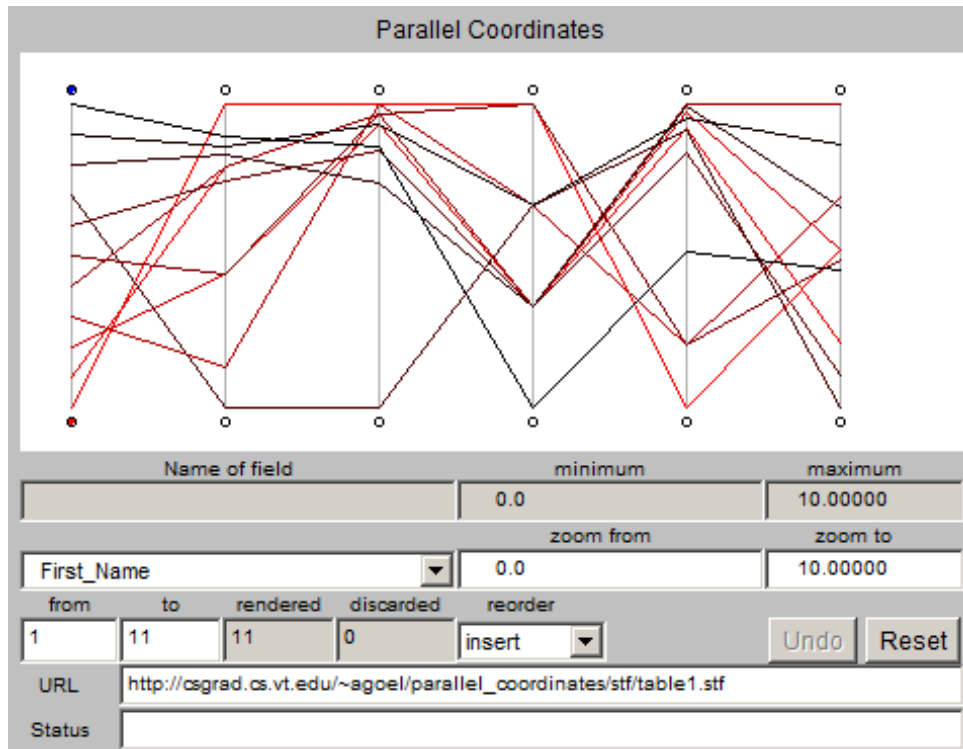 Parallel Coordinates
Name of field minimum maximum
0.0 10.00000
zoom from zoom to
First_Name 0.0 10.00000
from to rendered discarded reorder
1 11 11 0 insert Undo Reset
URL http://csgrad.cs.vt.edu/~agoel/parallel_coordinates/stf/table1.stf
Status